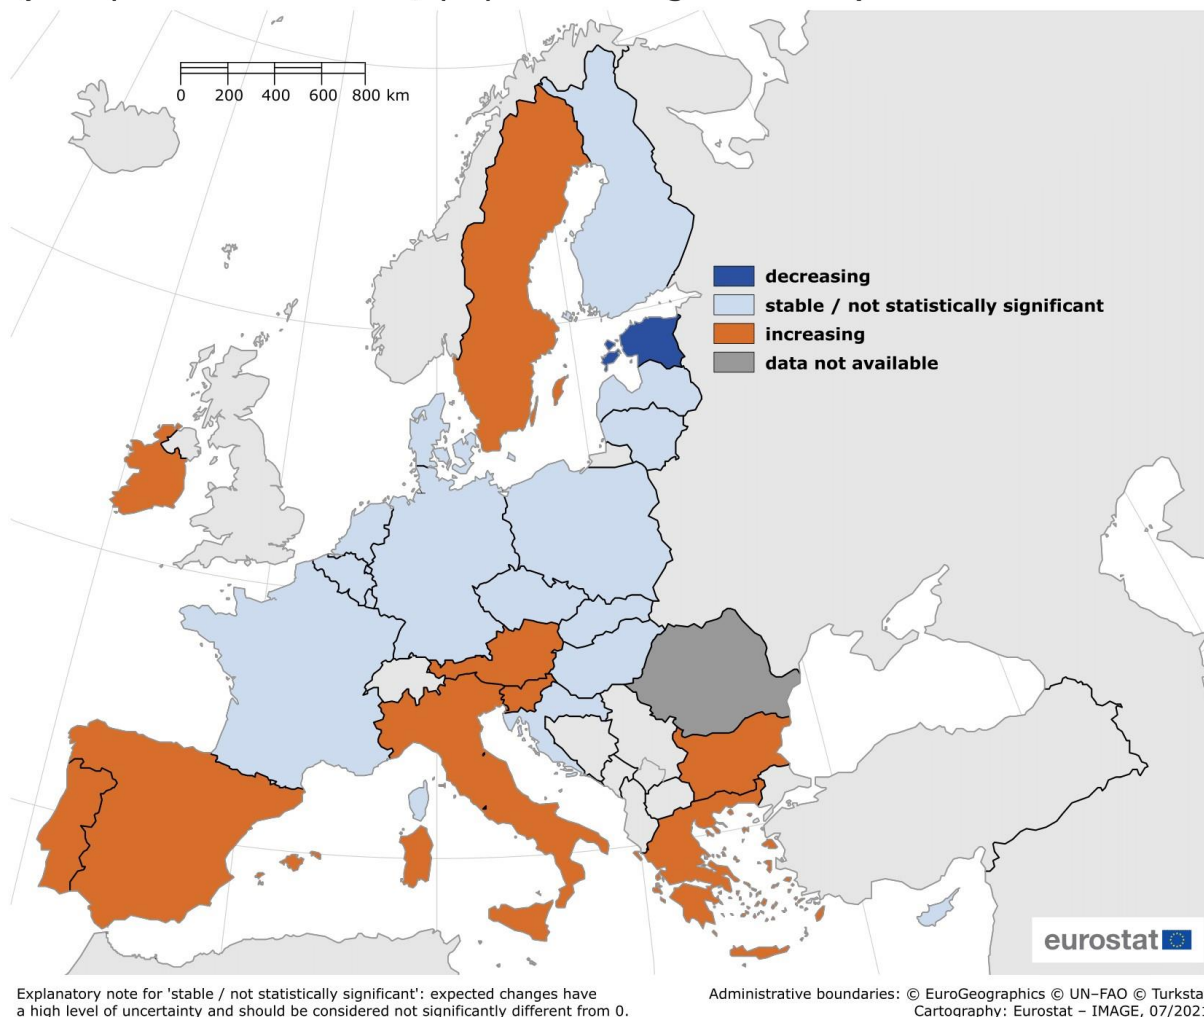 0 200 400 600 800 km
decreasing
stable / not statistically significant
increasing
data not available
eurostat
Explanatory note for 'stable / not statistically significant': expected changes have
a high level of uncertainty and should be considered not significantly different from 0.
Administrative boundaries: © EuroGeographics © UN–FAO © Turksta
Cartography: Eurostat – IMAGE, 07/202